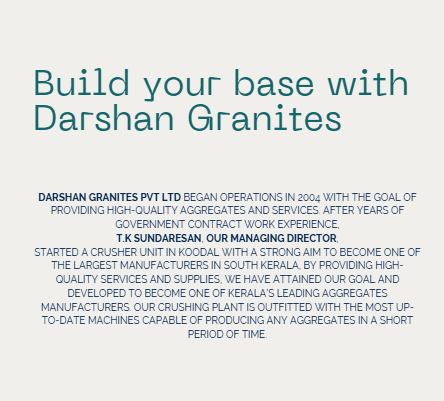 Build your base with
Darshan Granites
DARSHAN GRANITES PVT LTD BEGAN OPERATIONS IN 2004 WITH THE GOAL OF
PROVIDING HIGH-QUALITY AGGREGATES AND SERVICES. AFTER YEARS OF
GOVERNMENT CONTRACT WORK EXPERIENCE,
T.K SUNDARESAN, OUR MANAGING DIRECTOR,
STARTED A CRUSHER UNIT IN KOODAL WITH A STRONG AIM TO BECOME ONE OF
THE LARGEST MANUFACTURERS IN SOUTH KERALA, BY PROVIDING HIGH-
QUALITY SERVICES AND SUPPLIES, WE HAVE ATTAINED OUR GOAL AND
DEVELOPED TO BECOME ONE OF KERALA'S LEADING AGGREGATES
MANUFACTURERS. OUR CRUSHING PLANT IS OUTFITTED WITH THE MOST UP-
TO-DATE MACHINES CAPABLE OF PRODUCING ANY AGGREGATES IN A SHORT
PERIOD OF TIME.